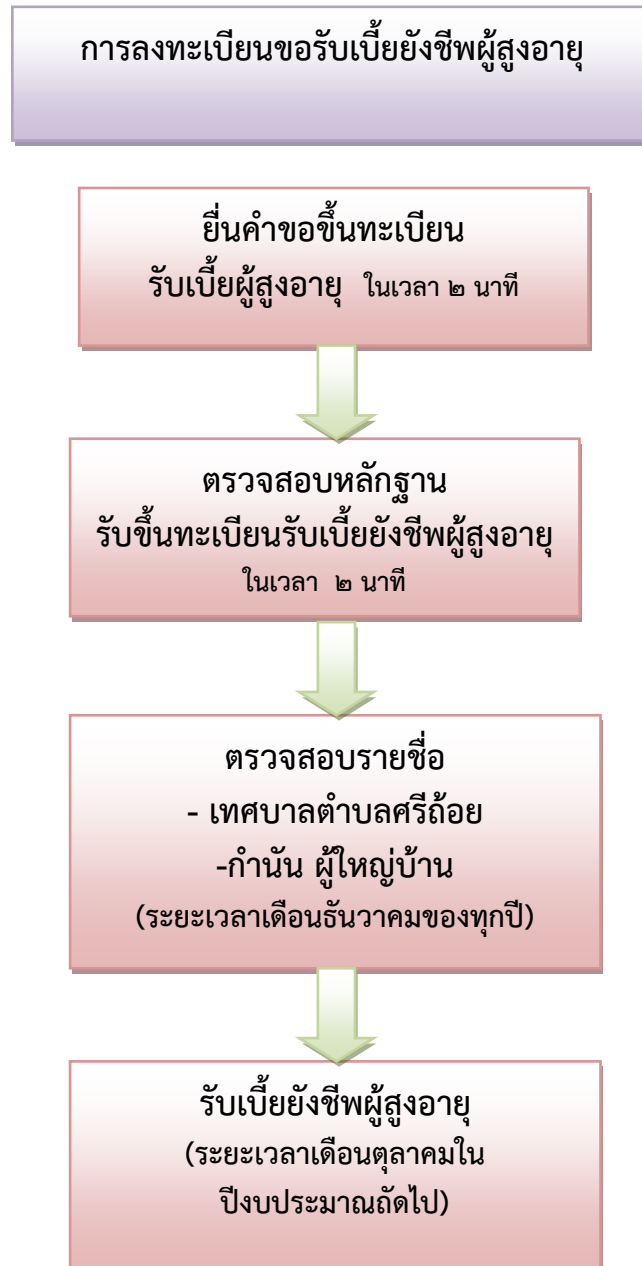 การลงทะเบียนขอรับเบี้ยยังชีพผู้สูงอายุ
ยื่นคำขอขึ้นทะเบียน
รับเบี้ยผู้สูงอายุ ในเวลา ๒ นาที
ตรวจสอบหลักฐาน
รับขึ้นทะเบียนรับเบี้ยยังชีพผู้สูงอายุ
ในเวลา ๒ นาที
ตรวจสอบรายชื่อ
- เทศบาลตำบลศรีถ้อย
-กำนัน ผู้ใหญ่บ้าน
(ระยะเวลาเดือนธันวาคมของทุกปี)
รับเบี้ยยังชีพผู้สูงอายุ
(ระยะเวลาเดือนตุลาคมใน
ปีงบประมาณถัดไป)